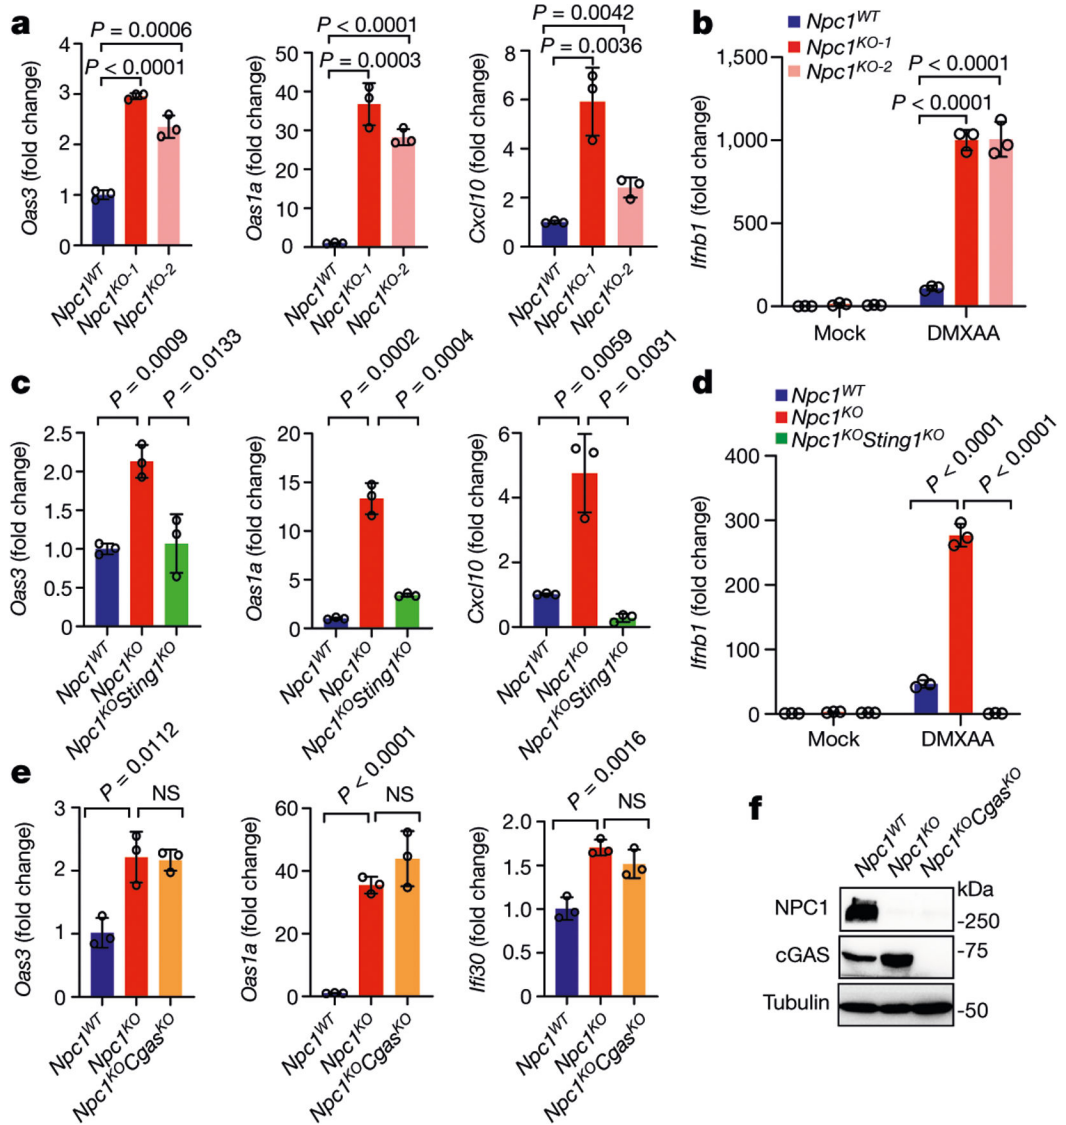 a
P = 0.0006
P < 0.0001
Oas3 (fold change)
4
3
2
1
0
Npc1WT
Npc1KO-1
Npc1KO-2
P < 0.0001
P = 0.0003
Oas1a (fold change)
50
40
30
20
10
0
Npc1WT
Npc1KO-1
Npc1KO-2
P = 0.0042
P = 0.0036
Cxcl10 (fold change)
8
6
4
2
0
Npc1WT
Npc1KO-1
Npc1KO-2
b
Npc1WT
Npc1KO-1
Npc1KO-2
P < 0.0001
P < 0.0001
Ifnb1 (fold change)
1,500
1,000
500
0
Mock
DMXAA
c
P = 0.0009
P = 0.0133
Oas3 (fold change)
2.5
2.0
1.5
1.0
0.5
0
Npc1WT
Npc1KO
Npc1KOSting1KO
P = 0.0002
P = 0.0004
Oas1a (fold change)
20
15
10
5
0
Npc1WT
Npc1KO
Npc1KOSting1KO
P = 0.0059
P = 0.0031
Cxcl10 (fold change)
6
4
2
0
Npc1WT
Npc1KO
Npc1KOSting1KO
d
Npc1WT
Npc1KO
Npc1KOSting1KO
P < 0.0001
P < 0.0001
Ifnb1 (fold change)
400
300
200
100
0
Mock
DMXAA
e
P = 0.0112
NS
Oas3 (fold change)
3
2
1
0
Npc1WT
Npc1KO
Npc1KOCgasKO
P < 0.0001
NS
Oas1a (fold change)
60
40
20
0
Npc1WT
Npc1KO
Npc1KOCgasKO
P = 0.0016
NS
Ifi30 (fold change)
2.0
1.5
1.0
0.5
0
Npc1WT
Npc1KO
Npc1KOCgasKO
f
Npc1WT
Npc1KO
Npc1KOCgasKO
kDa
NPC1
-250
cGAS
-75
Tubulin
-50